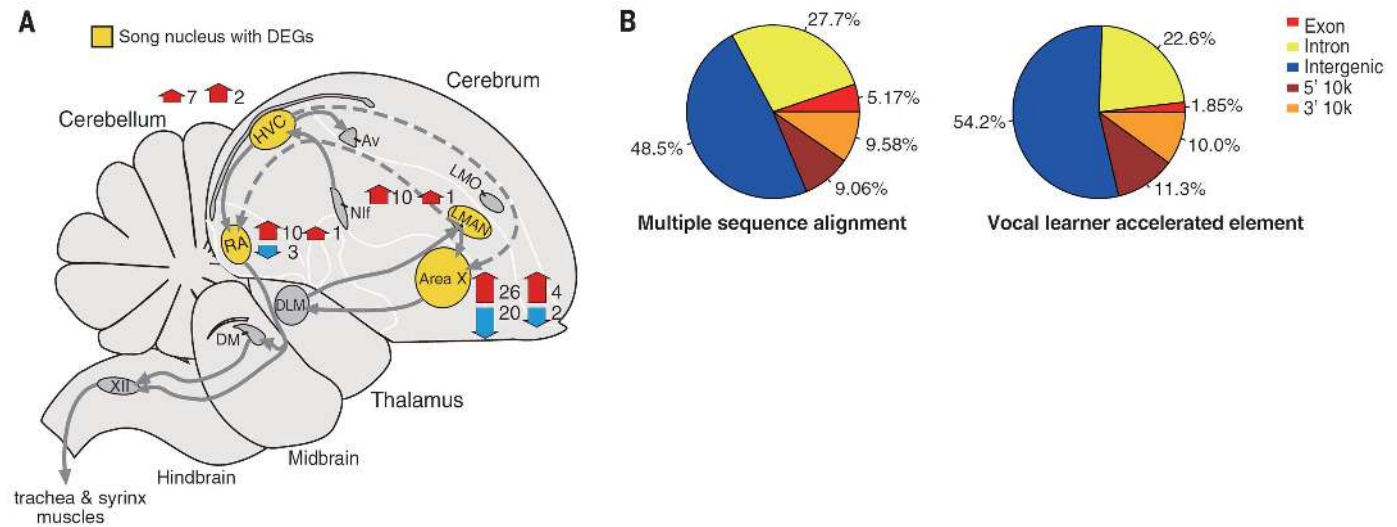 A
Song nucleus with DEGs
7 2
Cerebellum
Cerebrum
HVC
Av
LMO
NIf
10 1
LMAN
RA
10 1
3
Area X
26 4
20 2
DLM
DM
XII
Thalamus
Midbrain
Hindbrain
trachea & syrinx
muscles
B
27.7%
5.17%
9.58%
9.06%
48.5%
Multiple sequence alignment
22.6%
1.85%
10.0%
11.3%
54.2%
Vocal learner accelerated element
Exon
Intron
Intergenic
5' 10k
3' 10k